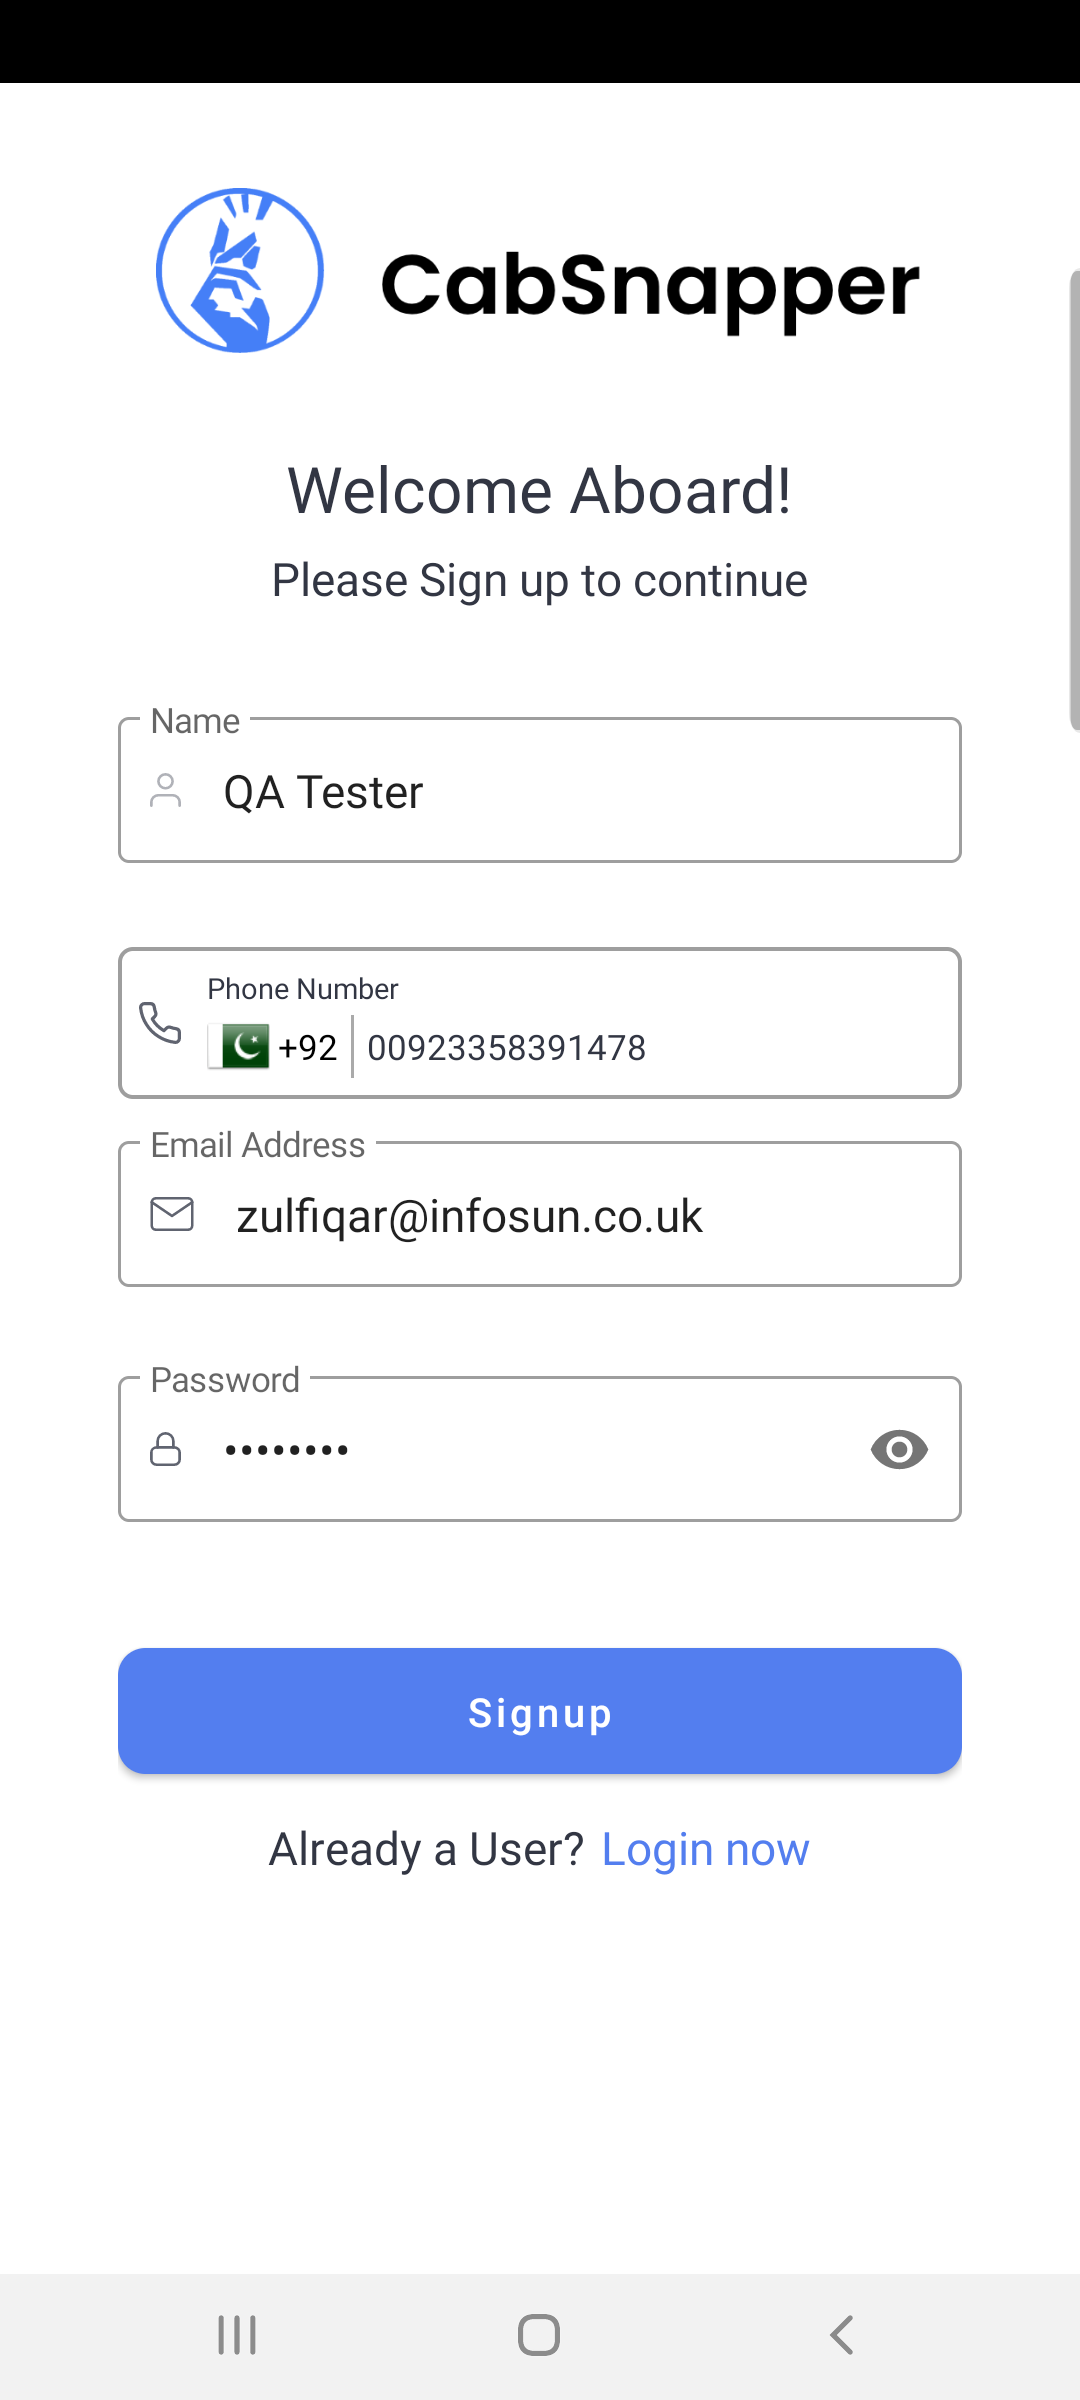 CabSnapper
Welcome Aboard!
Please Sign up to continue
Name
QA Tester
Phone Number
+92 00923358391478
Email Address
zulfiqar@infosun.co.uk
Password
••••••••
Signup
Already a User? Login now